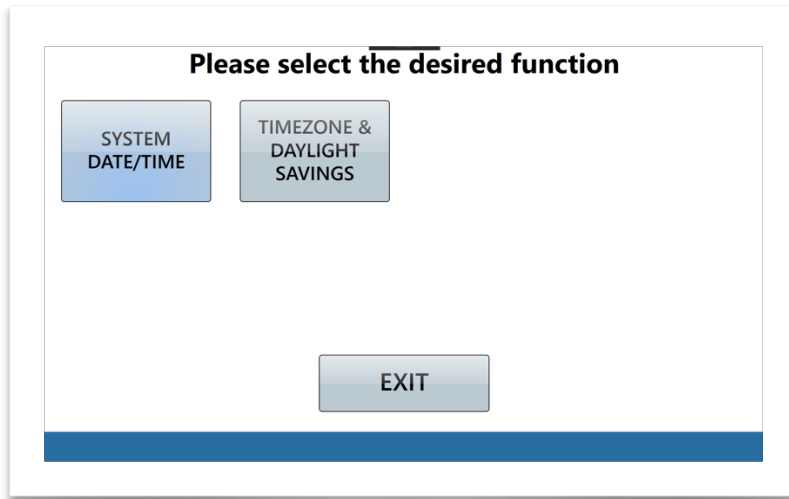 Please select the desired function
SYSTEM
DATE/TIME
TIMEZONE &
DAYLIGHT
SAVINGS
EXIT